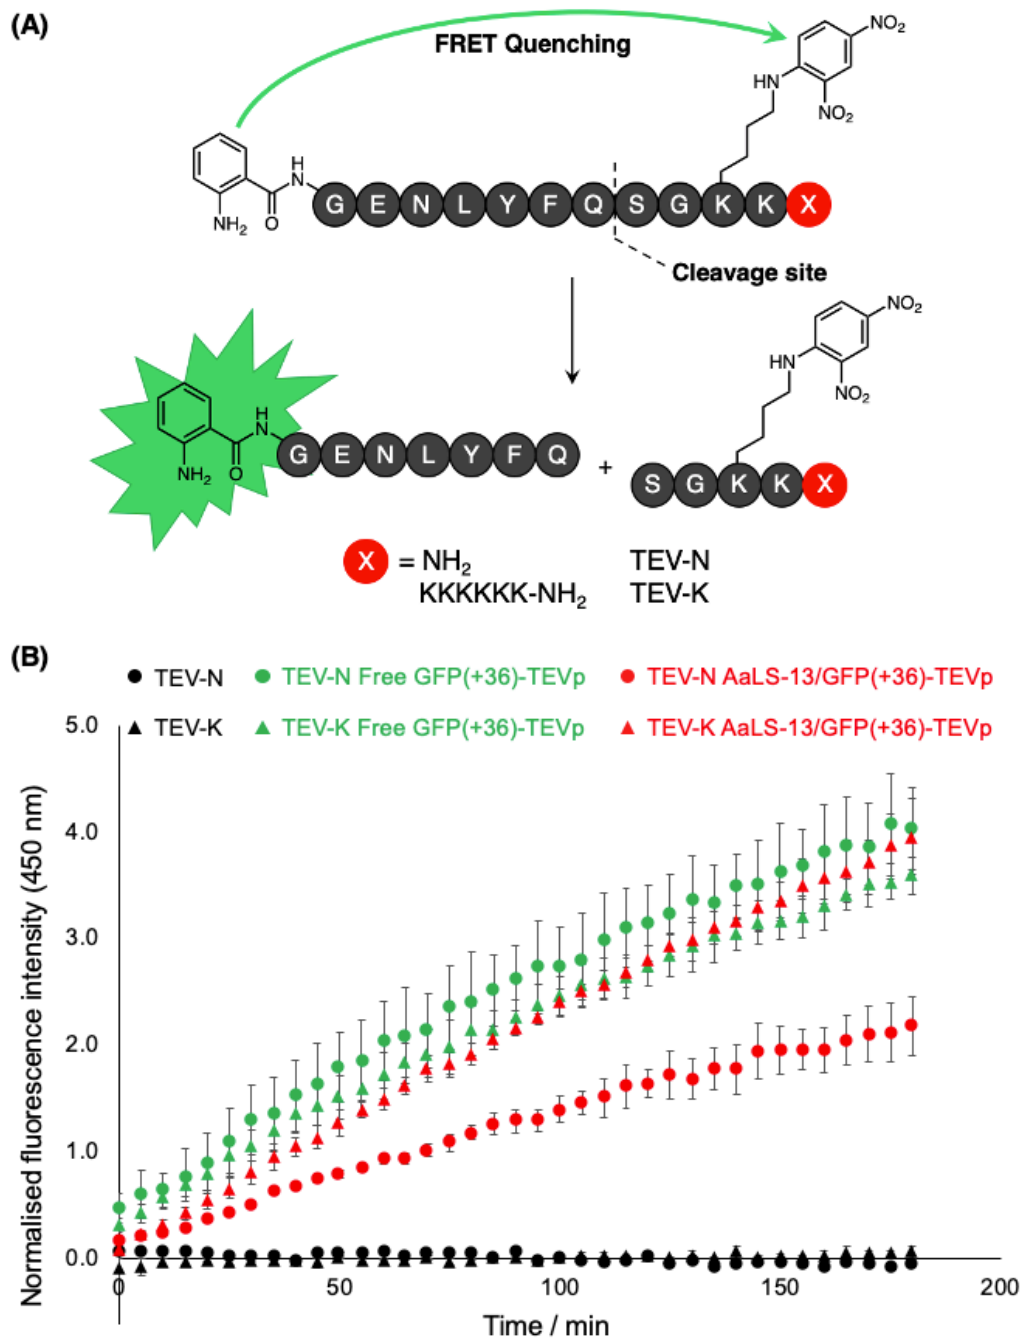 (A)
FRET Quenching
NO2
HN
NO2
H
N
O
NH2
G E N L Y F Q S G K K X
Cleavage site
NO2
HN
NO2
H
N
O
NH2
G E N L Y F Q
+
S G K K X
X = NH2 TEV-N
KKKKKK-NH2 TEV-K
(B)
TEV-N TEV-N Free GFP(+36)-TEVp TEV-N AaLS-13/GFP(+36)-TEVp
TEV-K TEV-K Free GFP(+36)-TEVp TEV-K AaLS-13/GFP(+36)-TEVp
Normalised fluorescence intensity (450 nm)
5.0
4.0
3.0
2.0
1.0
0.0
0 50 100 150 200
Time / min